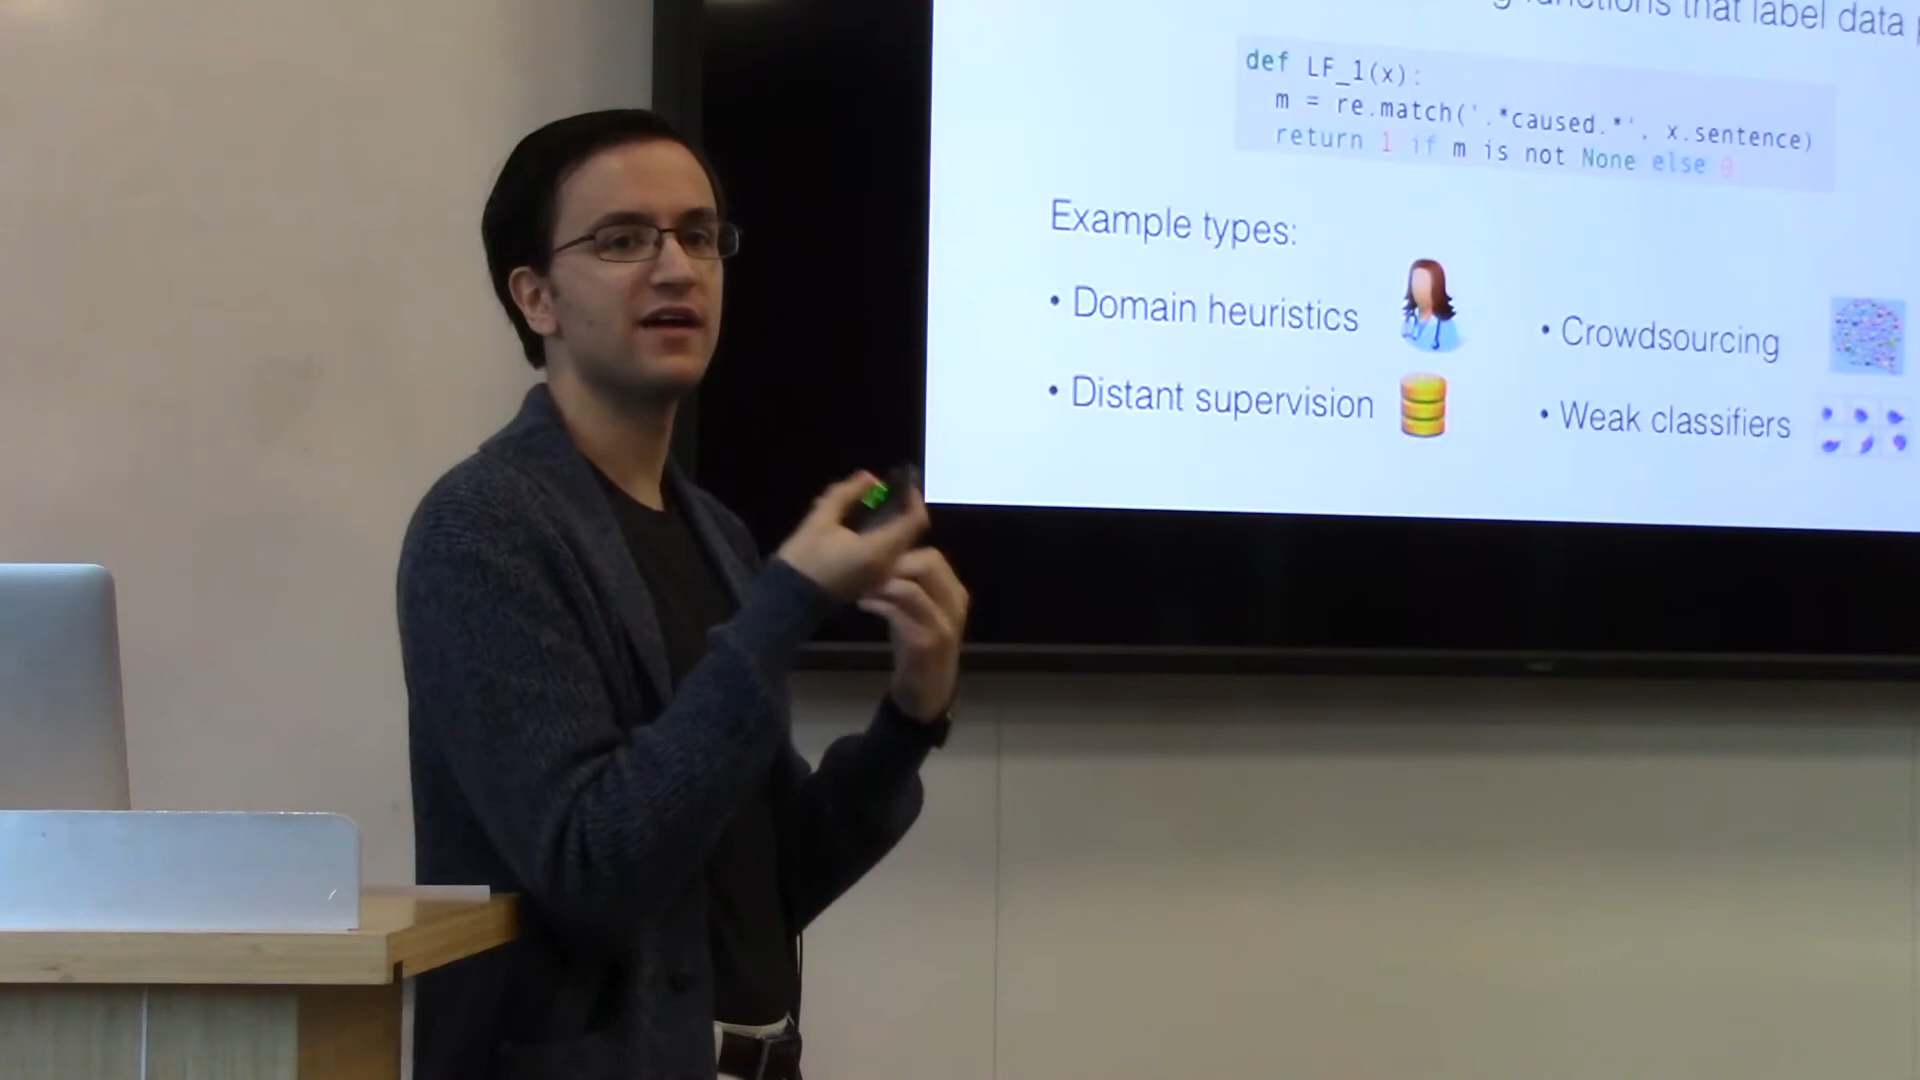 functions that label data
def LF_1(x):
m = re.match('.*caused.*', x.sentence)
return 1 if m is not None else 0
Example types:
• Domain heuristics
• Crowdsourcing
• Distant supervision
• Weak classifiers